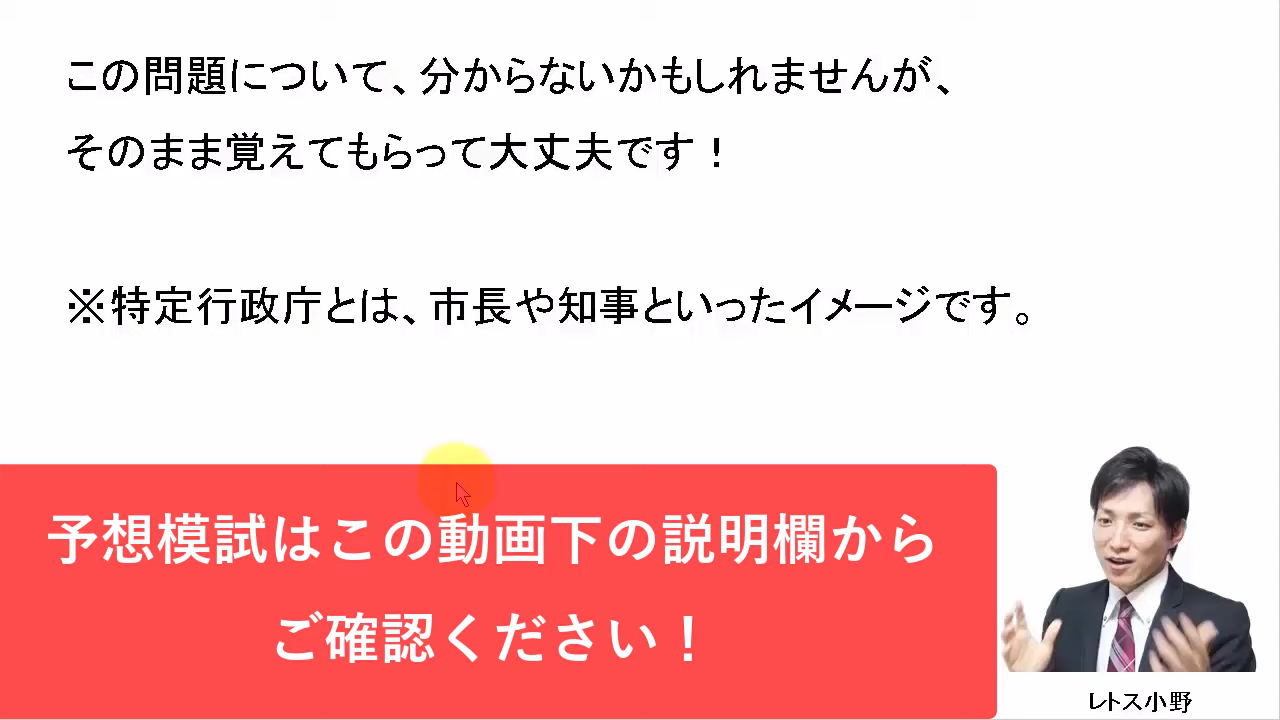 この問題について、分からないかもしれませんが、
そのまま覚えてもらって大丈夫です！
※特定行政庁とは、市長や知事といったイメージです。
予想模試はこの動画下の説明欄から
ご確認ください！
レトス小野